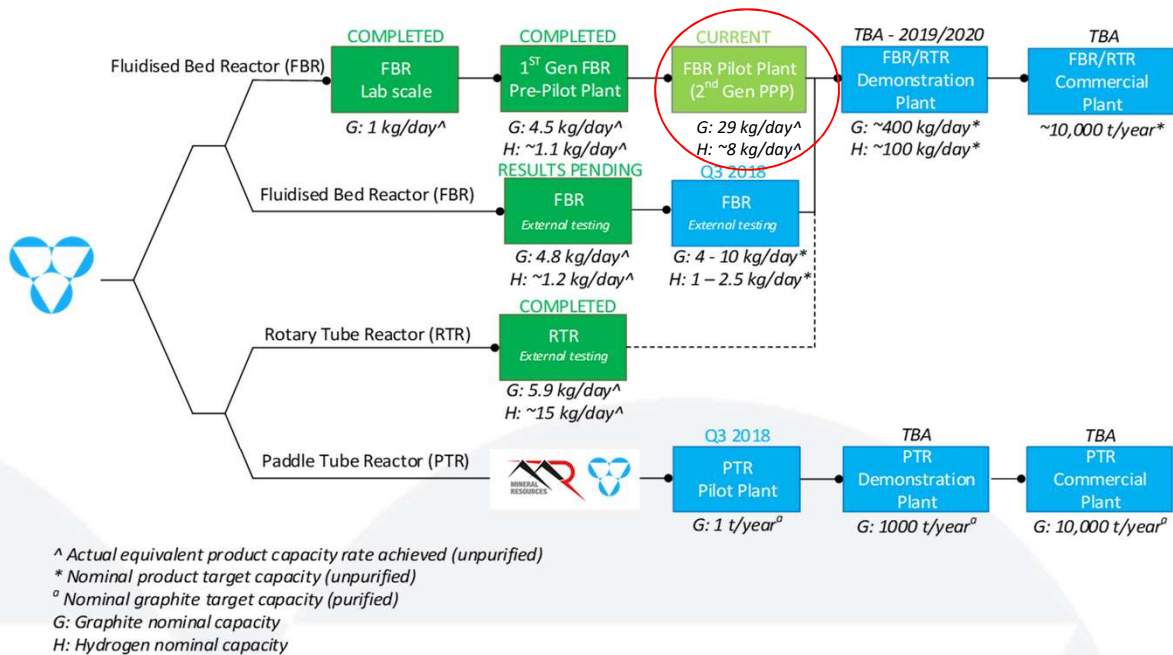 COMPLETED
COMPLETED
CURRENT
TBA - 2019/2020
TBA
Fluidised Bed Reactor (FBR)
FBR
Lab scale
1ST Gen FBR
Pre-Pilot Plant
FBR Pilot Plant
(2nd Gen PPP)
FBR/RTR
Demonstration
Plant
FBR/RTR
Commercial
Plant
G: 1 kg/day^
G: 4.5 kg/day^
H: ~1.1 kg/day^
G: 29 kg/day^
H: ~8 kg/day^
G: ~400 kg/day*
H: ~100 kg/day*
~10,000 t/year*
RESULTS PENDING
Q3 2018
Fluidised Bed Reactor (FBR)
FBR
External testing
FBR
External testing
G: 4.8 kg/day^
H: ~1.2 kg/day^
G: 4 - 10 kg/day*
H: 1 – 2.5 kg/day*
COMPLETED
Rotary Tube Reactor (RTR)
RTR
External testing
G: 5.9 kg/day^
H: ~15 kg/day^
Q3 2018
TBA
TBA
Paddle Tube Reactor (PTR)
MINERAL
RESOURCES
PTR
Pilot Plant
PTR
Demonstration
Plant
PTR
Commercial
Plant
G: 1 t/yearᵃ
G: 1000 t/yearᵃ
G: 10,000 t/yearᵃ
^ Actual equivalent product capacity rate achieved (unpurified)
* Nominal product target capacity (unpurified)
ᵃ Nominal graphite target capacity (purified)
G: Graphite nominal capacity
H: Hydrogen nominal capacity